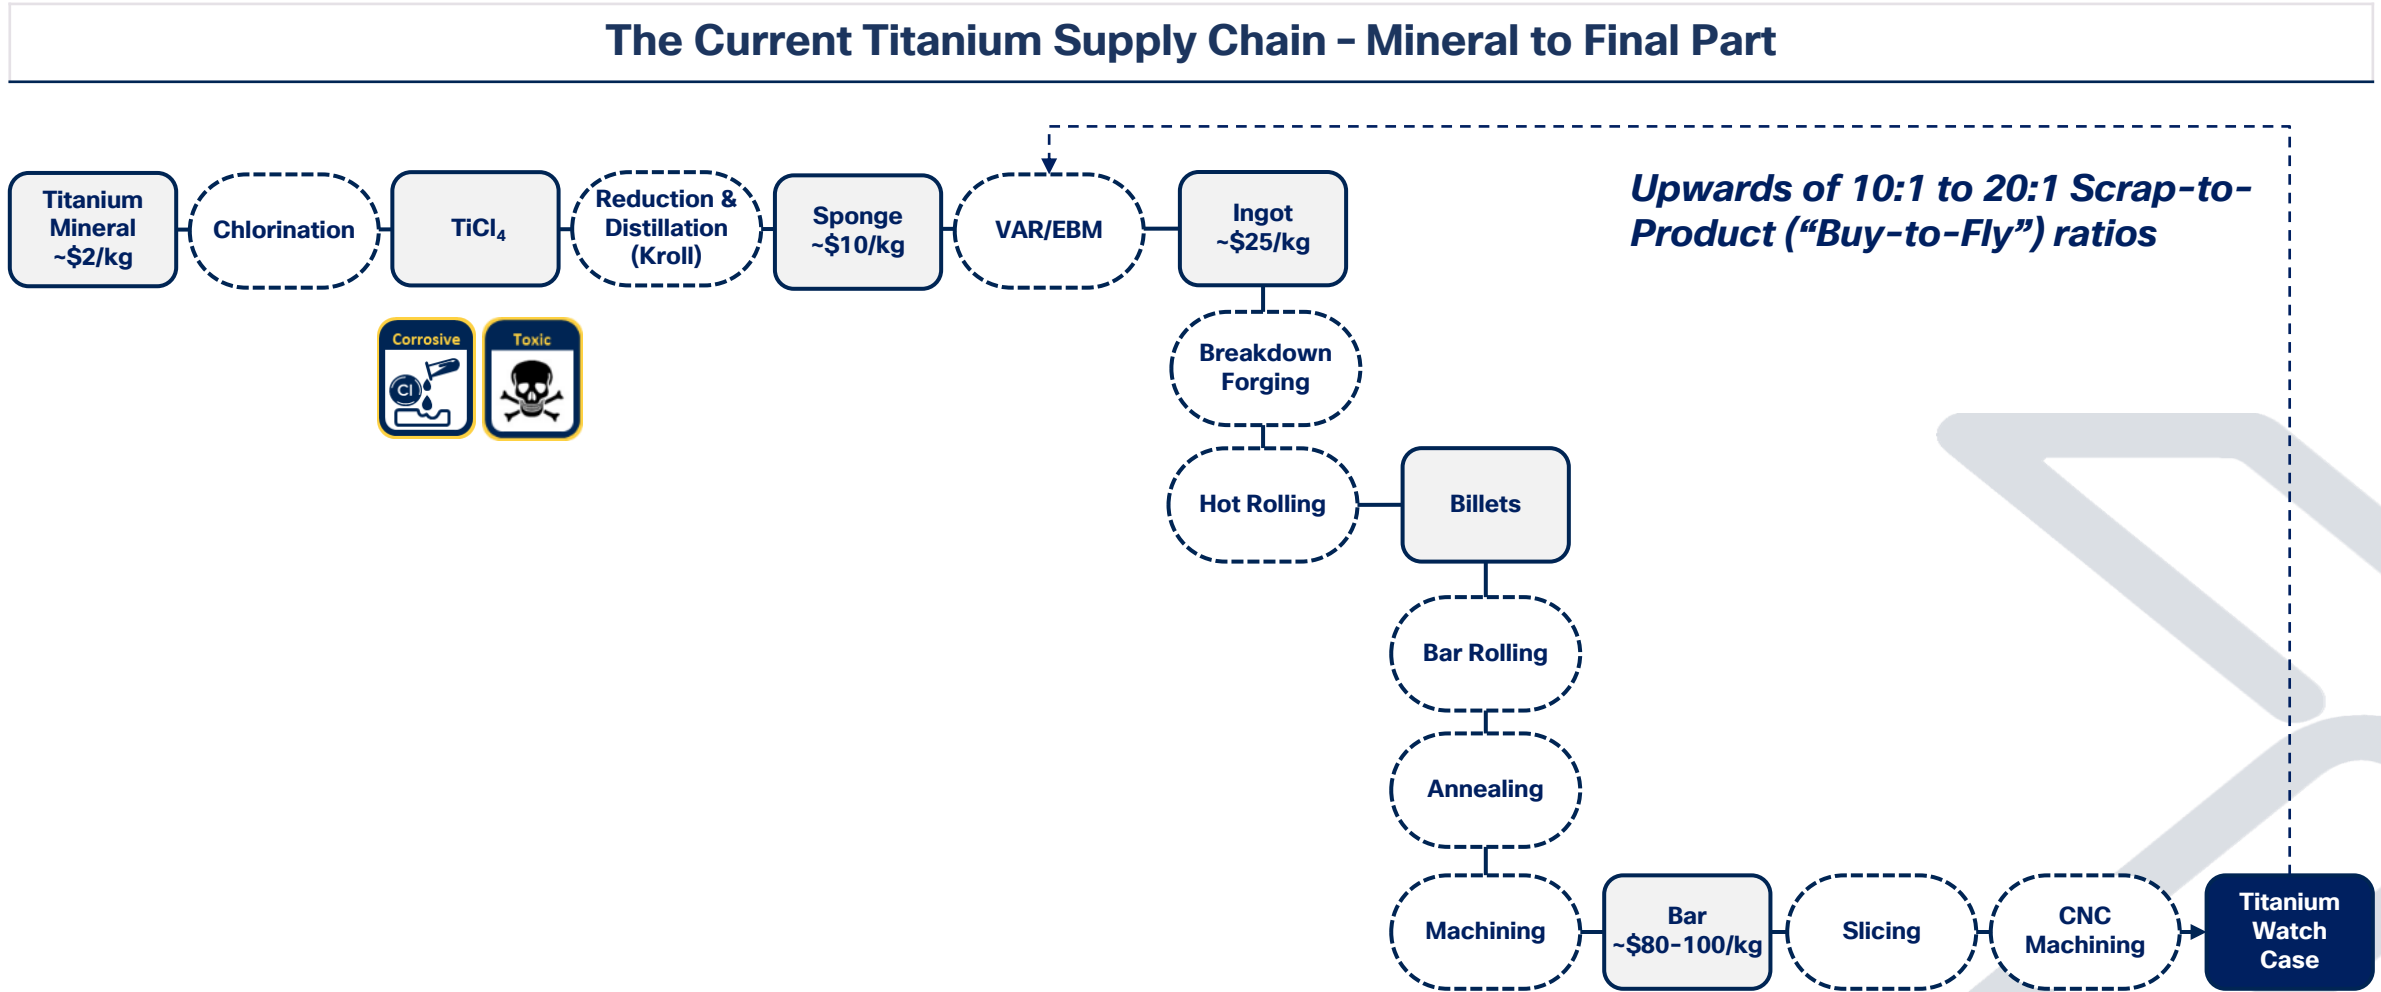 The Current Titanium Supply Chain – Mineral to Final Part
Titanium
Mineral
~$2/kg
Chlorination
TiCl₄
Reduction &
Distillation
(Kroll)
Sponge
~$10/kg
VAR/EBM
Ingot
~$25/kg
Upwards of 10:1 to 20:1 Scrap-to-
Product (“Buy-to-Fly”) ratios
Corrosive
Cl
Toxic
Breakdown
Forging
Hot Rolling
Billets
Bar Rolling
Annealing
Machining
Bar
~$80-100/kg
Slicing
CNC
Machining
Titanium
Watch
Case